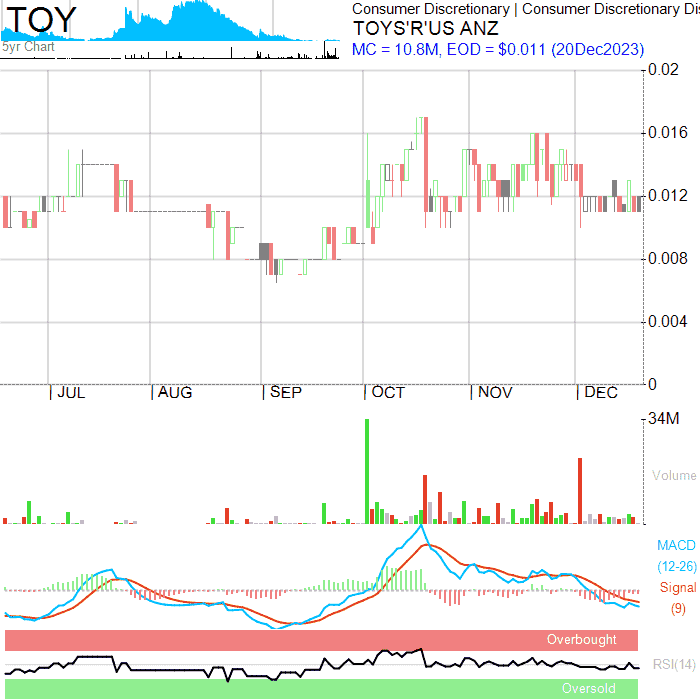 TOY
5yr Chart
Consumer Discretionary | Consumer Discretionary Dis
TOYS'R'US ANZ
MC = 10.8M, EOD = $0.011 (20Dec2023)
0.02
0.016
0.012
0.008
0.004
0
| JUL | AUG | SEP | OCT | NOV | DEC
34M
Volume
MACD
(12-26)
Signal
(9)
Overbought
RSI(14)
Oversold